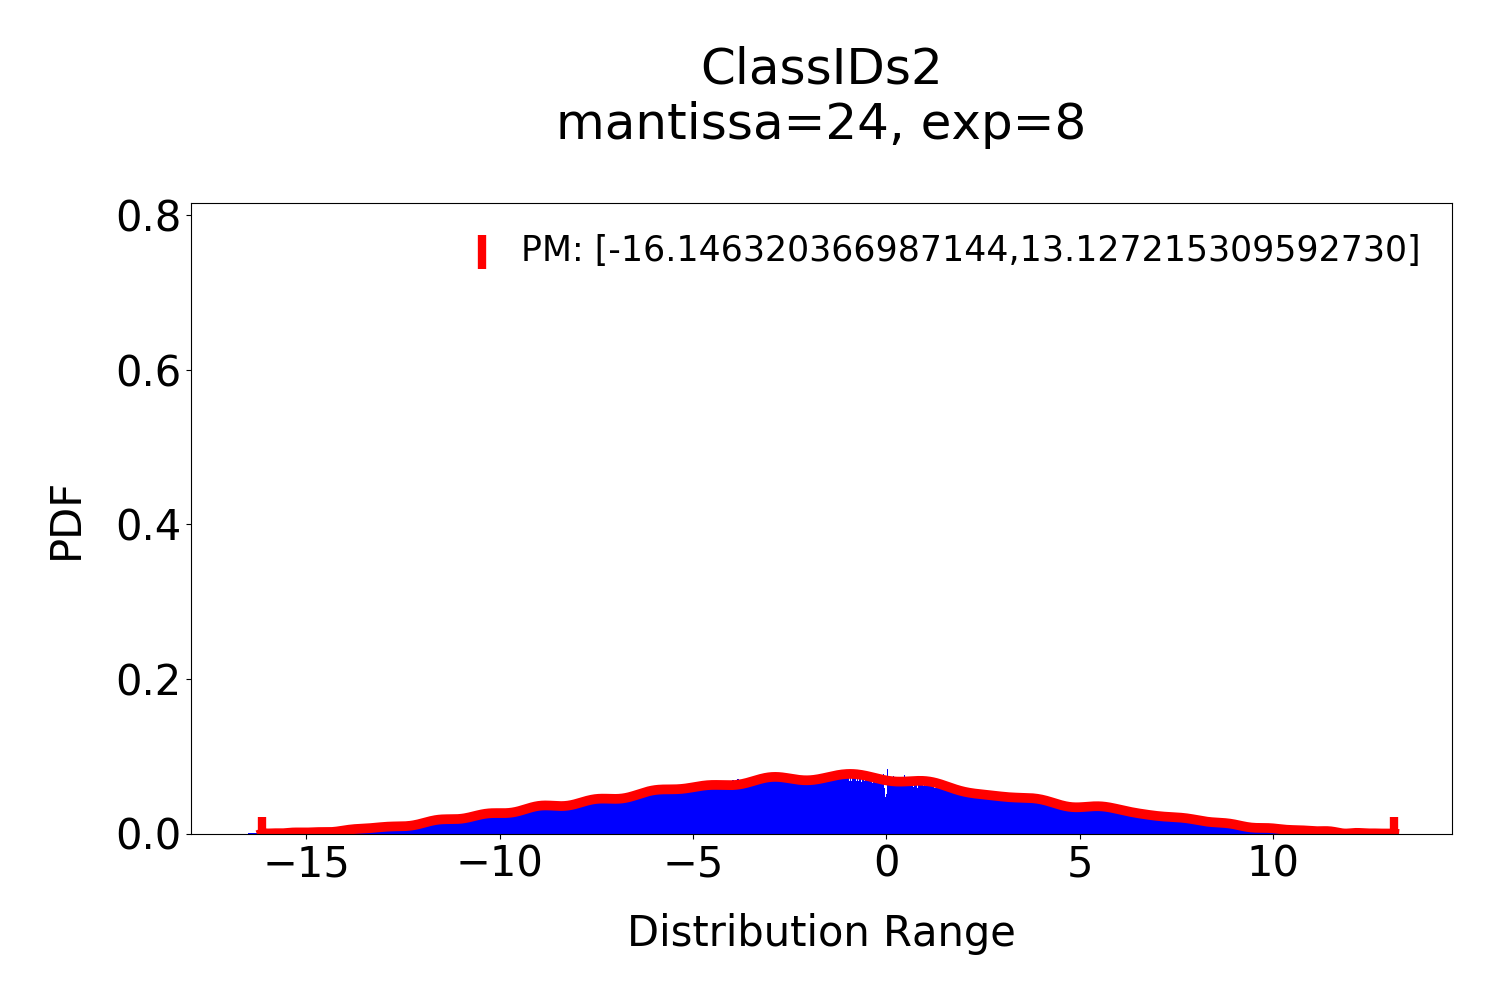 ClassIDs2
mantissa=24, exp=8
PM: [-16.146320366987144,13.127215309592730]
0.8
0.6
0.4
0.2
0.0
PDF
−15
−10
−5
0
5
10
Distribution Range